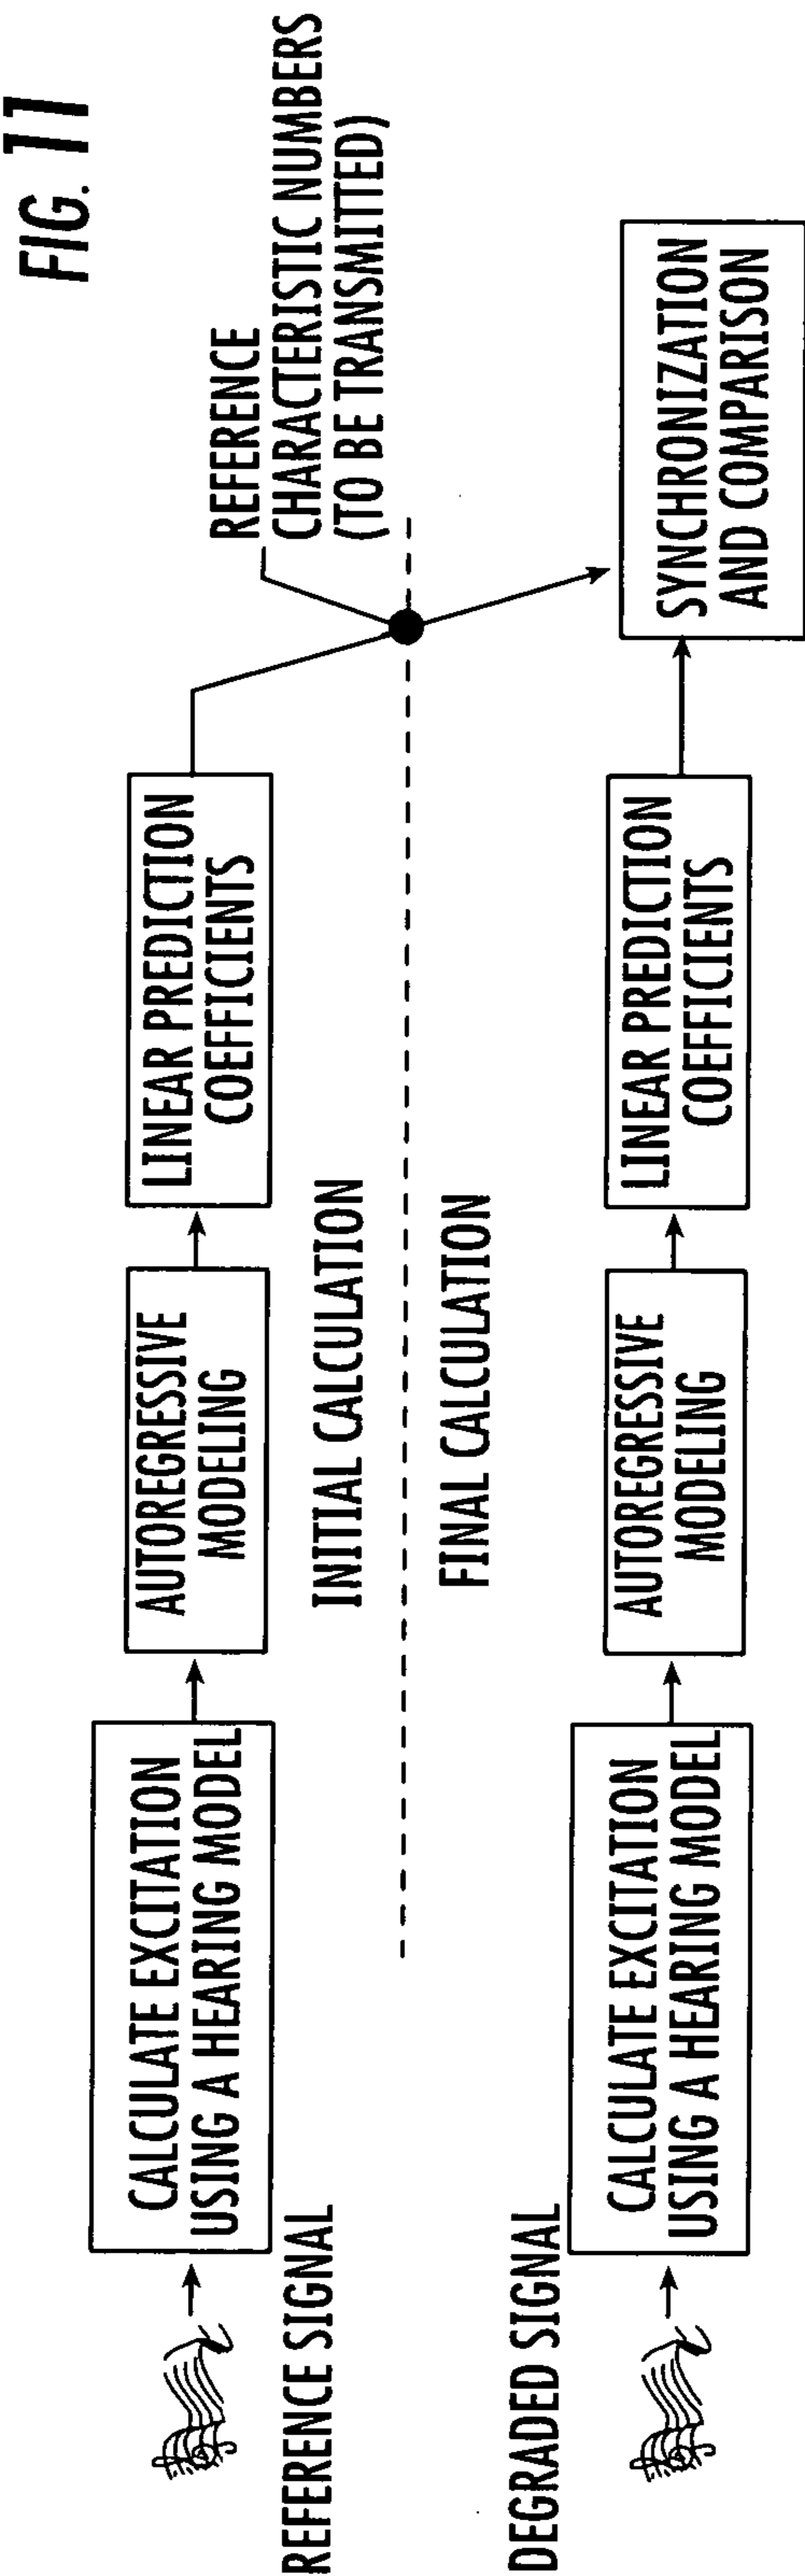 FIG. 11
REFERENCE
CHARACTERISTIC NUMBERS
(TO BE TRANSMITTED)
CALCULATE EXCITATION
USING A HEARING MODEL
AUTOREGRESSIVE
MODELING
LINEAR PREDICTION
COEFFICIENTS
REFERENCE SIGNAL
INITIAL CALCULATION
FINAL CALCULATION
DEGRADED SIGNAL
CALCULATE EXCITATION
USING A HEARING MODEL
AUTOREGRESSIVE
MODELING
LINEAR PREDICTION
COEFFICIENTS
SYNCHRONIZATION
AND COMPARISON